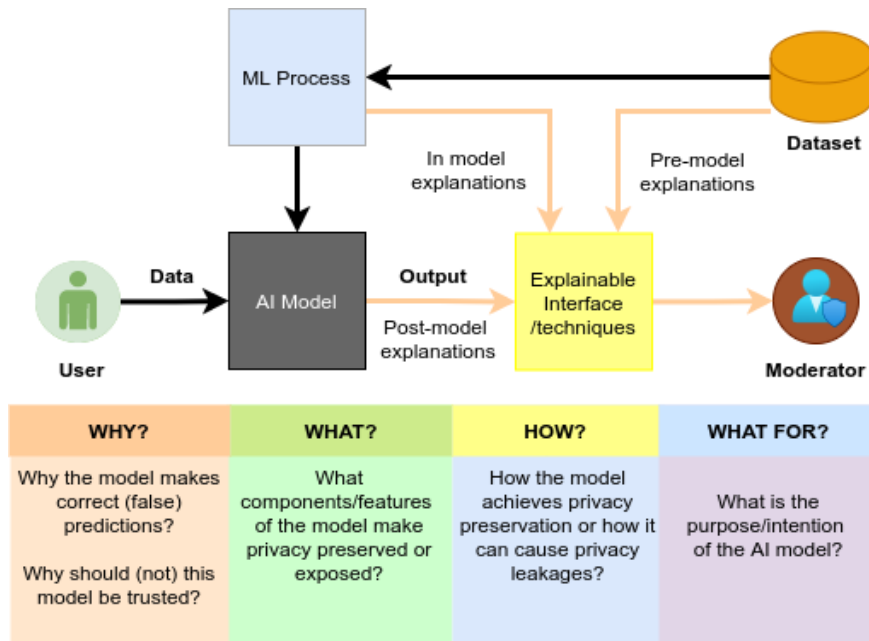 ML Process
Dataset
In model
explanations
Pre-model
explanations
Data
AI Model
Output
Post-model
explanations
Explainable
Interface
/techniques
User
Moderator
WHY?
Why the model makes
correct (false)
predictions?
Why should (not) this
model be trusted?
WHAT?
What
components/features
of the model make
privacy preserved or
exposed?
HOW?
How the model
achieves privacy
preservation or how it
can cause privacy
leakages?
WHAT FOR?
What is the
purpose/intention
of the AI model?